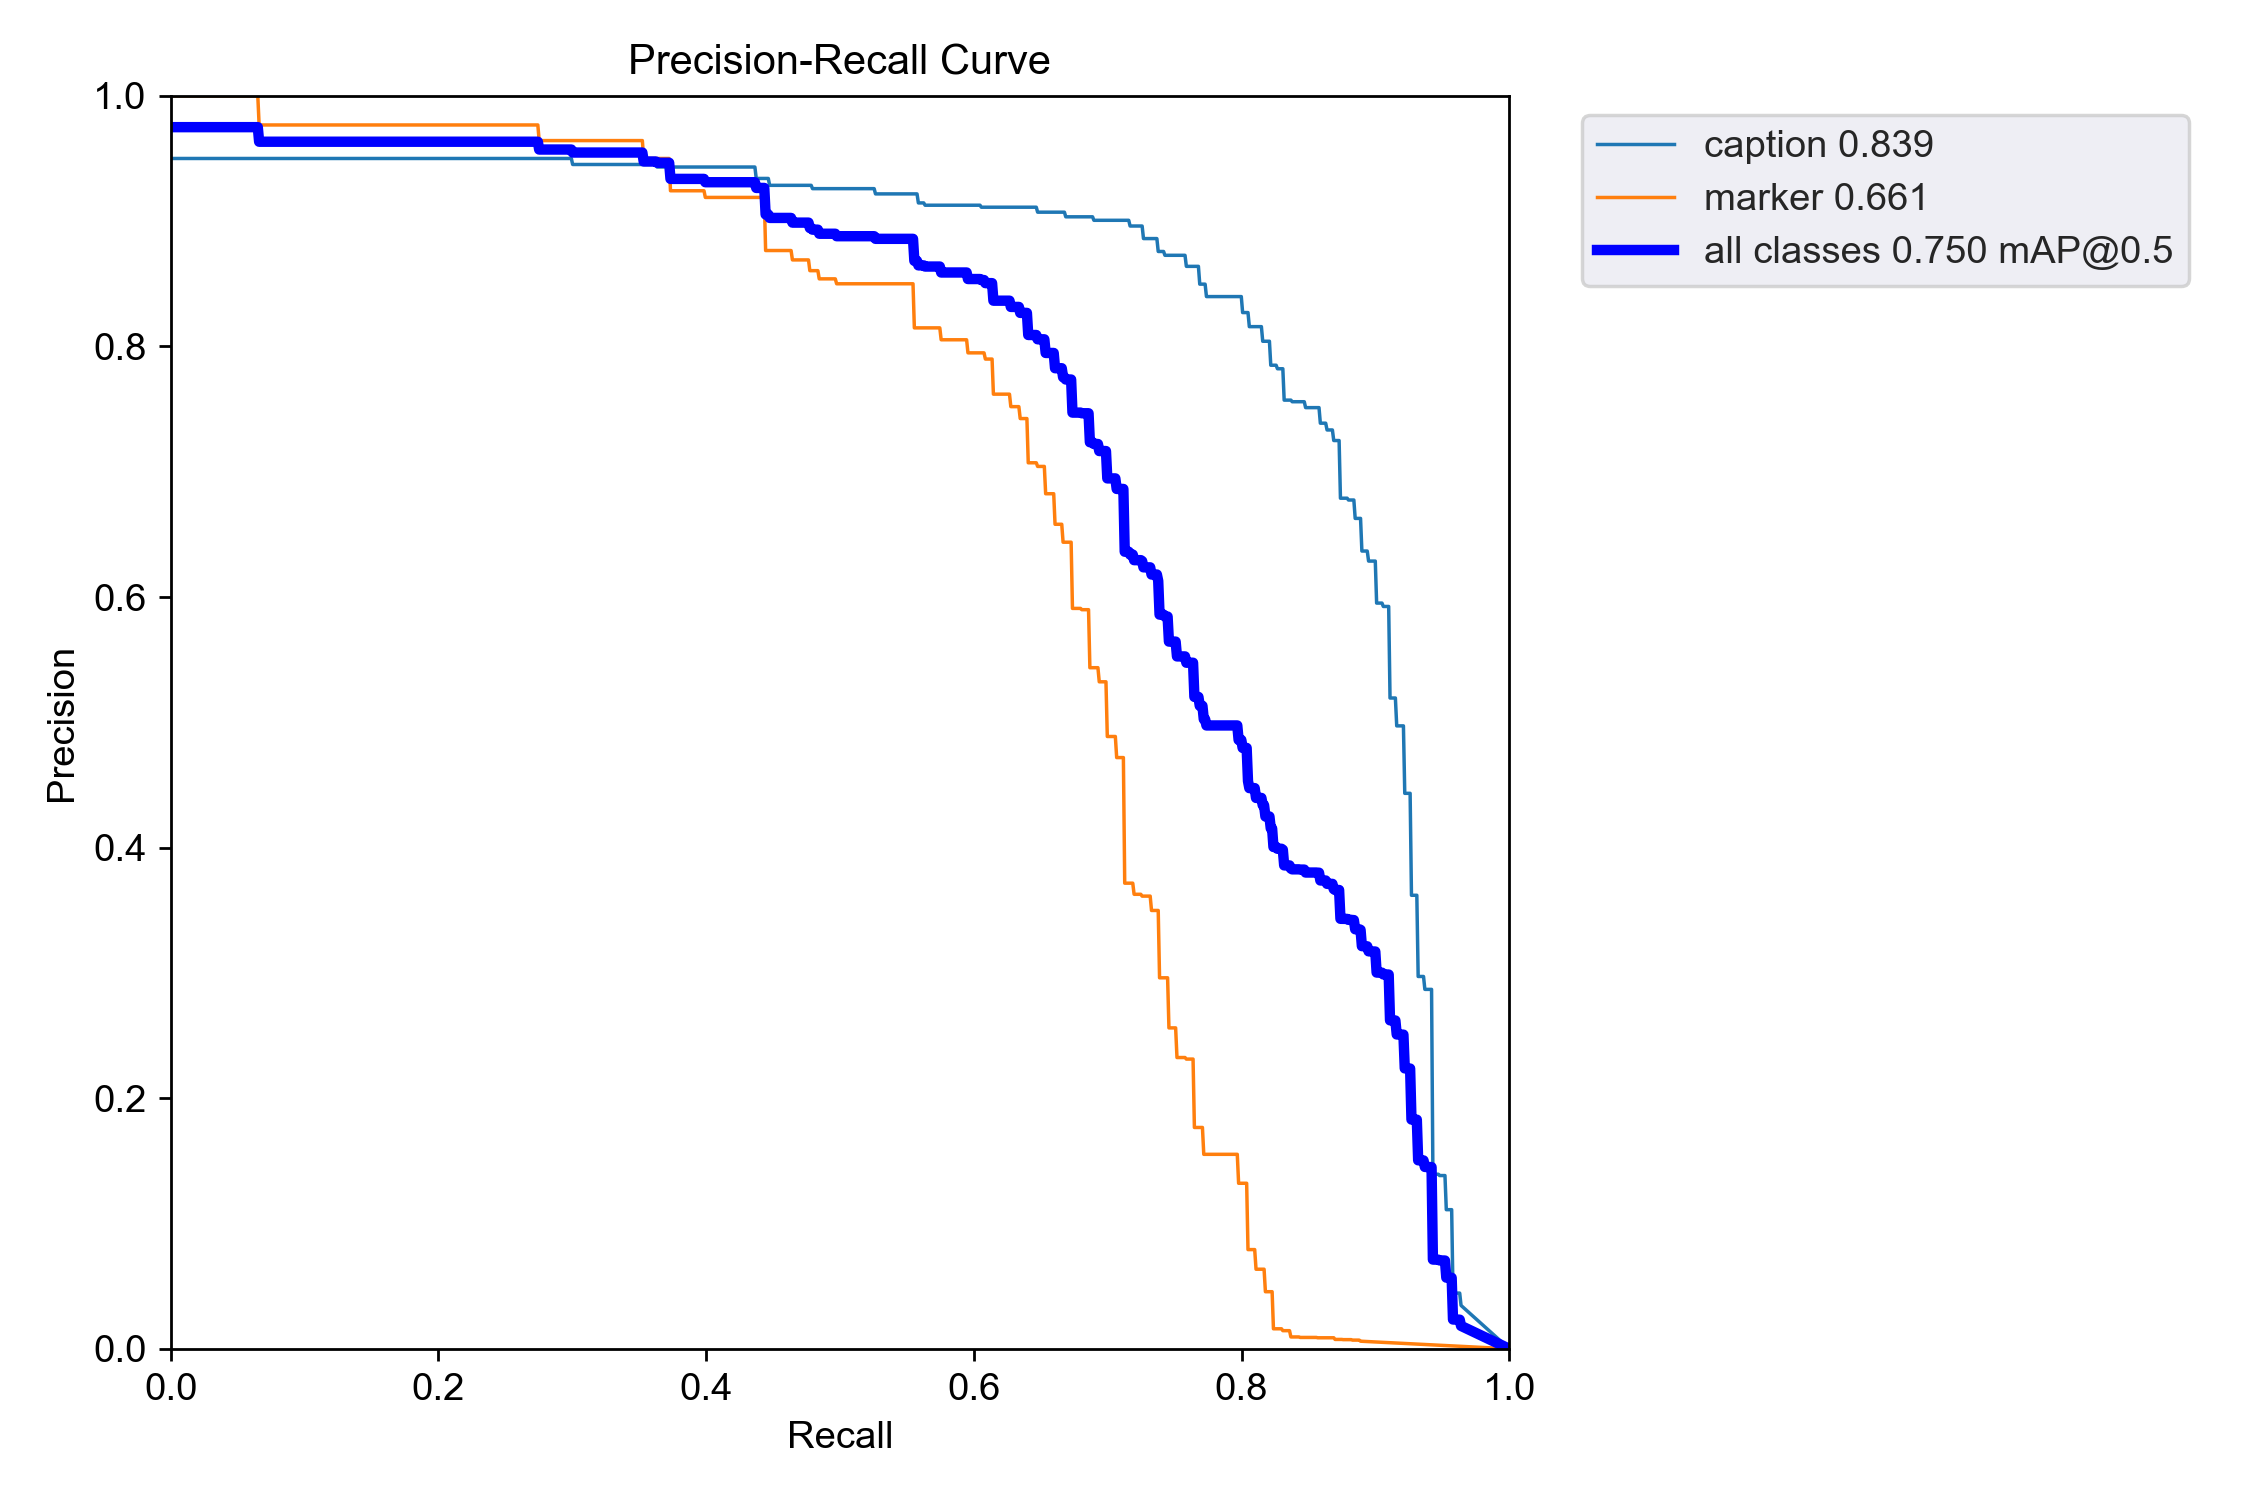 Precision-Recall Curve
1.0
0.8
0.6
0.4
0.2
0.0
Precision
0.0 0.2 0.4 0.6 0.8 1.0
Recall
caption 0.839
marker 0.661
all classes 0.750 mAP@0.5